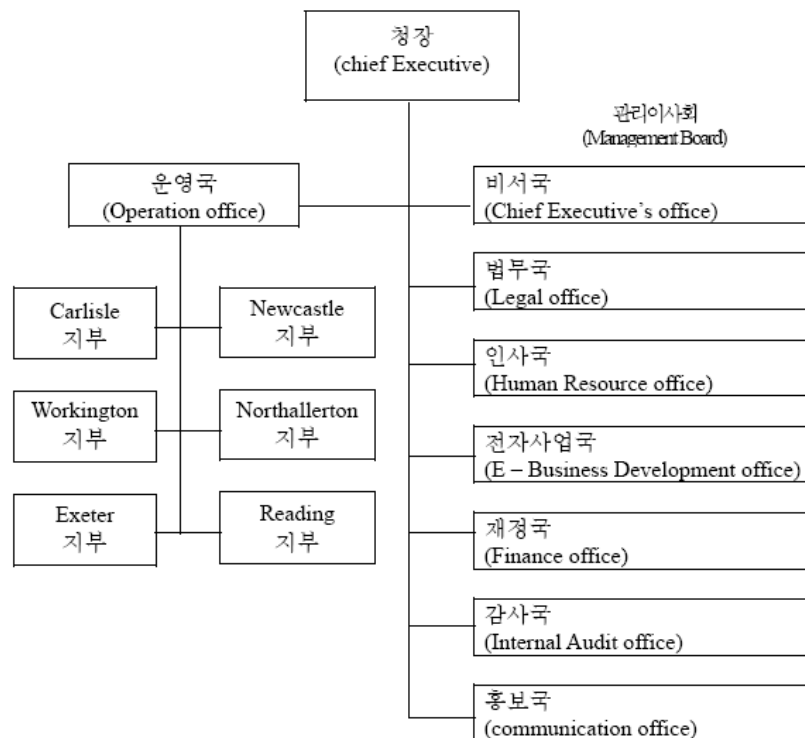 청장
(chief Executive)
관리이사회
(Management Board)
운영국
(Operation office)
비서국
(Chief Executive's office)
법무국
(Legal office)
Carlisle
지부
Newcastle
지부
인사국
(Human Resource office)
Workington
지부
Northallerton
지부
전자사업국
(E – Business Development office)
Exeter
지부
Reading
지부
재정국
(Finance office)
감사국
(Internal Audit office)
홍보국
(communication office)